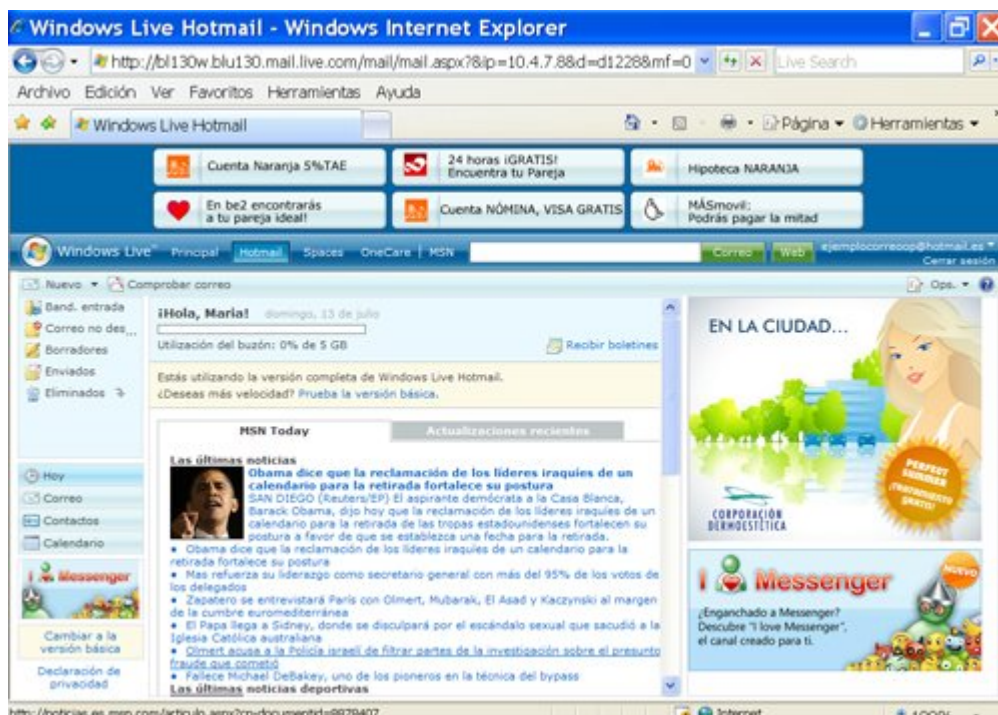 Windows Live Hotmail - Windows Internet Explorer
http://bl130w.blu130.mail.live.com/mail/mail.aspx?&ip=10.4.7.88&d=d1228&mf=0
Live Search
Archivo Edición Ver Favoritos Herramientas Ayuda
Windows Live Hotmail
Página Herramientas
Cuenta Naranja 5%TAE
24 horas ¡GRATIS!
Encuentra tu Pareja
Hipoteca NARANJA
En be2 encontrarás
a tu pareja ideal!
Cuenta NÓMINA, VISA GRATIS
MÁSmovil:
Podrás pagar la mitad
Windows Live™ Principal Hotmail Spaces OneCare | MSN
Correo Web
ejemplocorreoop@hotmail.es
Cerrar sesión
Nuevo Comprobar correo
Ops.
Band. entrada
Correo no des...
Borradores
Enviados
Eliminados
Hoy
Correo
Contactos
Calendario
I Messenger
Cambiar a la
versión básica
Declaración de
privacidad
¡Hola, Maria! domingo, 13 de julio
Utilización del buzón: 0% de 5 GB
Recibir boletines
Estás utilizando la versión completa de Windows Live Hotmail.
¿Deseas más velocidad? Prueba la versión básica.
MSN Today Actualizaciones recientes
Las últimas noticias
Obama dice que la reclamación de los líderes iraquíes de un
calendario para la retirada fortalece su postura
SAN DIEGO (Reuters/EP) El aspirante demócrata a la Casa Blanca,
Barack Obama, dijo hoy que la reclamación de los líderes iraquíes de un
calendario para la retirada de las tropas estadounidenses fortalecen su
postura a favor de que se establezca una fecha para la retirada.
• Obama dice que la reclamación de los líderes iraquíes de un calendario para la
retirada fortalece su postura
• Mas refuerza su liderazgo como secretario general con más del 95% de los votos de
los delegados
• Zapatero se entrevistará París con Olmert, Mubarak, El Asad y Kaczynski al margen
de la cumbre euromediterránea
• El Papa llega a Sidney, donde se disculpará por el escándalo sexual que sacudió a la
Iglesia Católica australiana
• Olmert acusa a la Policía israelí de filtrar partes de la investigación sobre el presunto
fraude que cometió
• Fallece Michael DeBakey, uno de los pioneros en la técnica del bypass
Las últimas noticias deportivas
EN LA CIUDAD...
PERFECT
SUMMER
¡TRATAMIENTO
GRATIS!
CORPORACIÓN
DERMOESTÉTICA
I Messenger
NUEVO
¿Enganchado a Messenger?
Descubre "I love Messenger",
el canal creado para ti.
http://noticias.es.msn.com/articulo.aspx?cp-documentid=8979407
Internet
100%